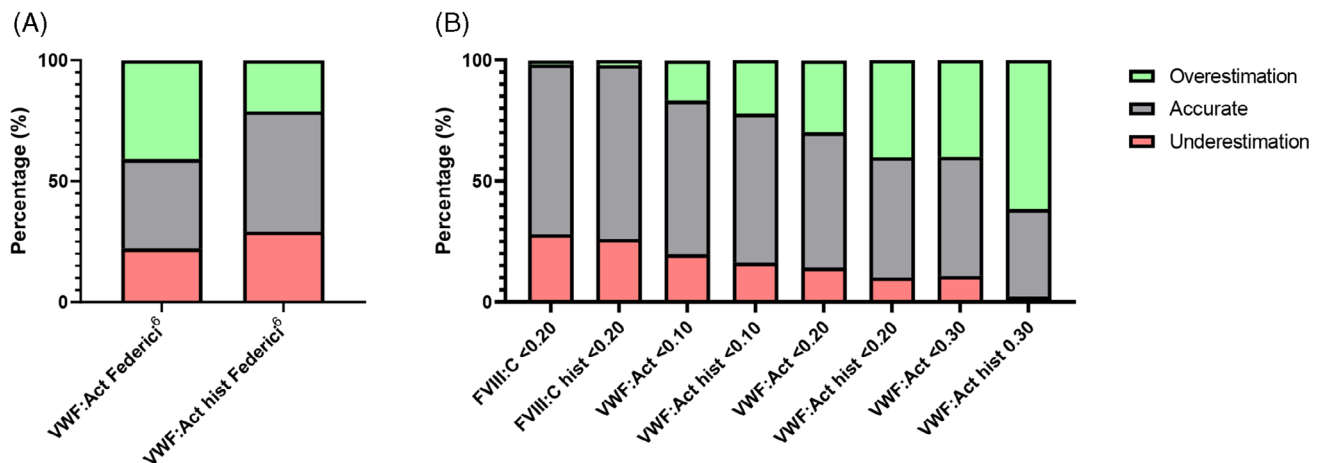 (A)
(B)
Percentage (%)
100
50
0
VWF:Act Federici6
VWF:Act hist Federici6
Percentage (%)
100
50
0
FVIII:C <0.20
FVIII:C hist <0.20
VWF:Act <0.10
VWF:Act hist <0.10
VWF:Act <0.20
VWF:Act hist <0.20
VWF:Act <0.30
VWF:Act hist 0.30
Overestimation
Accurate
Underestimation